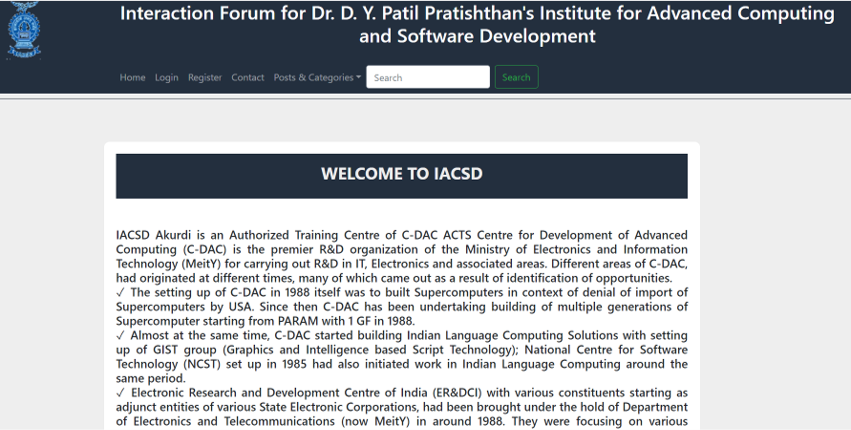 Interaction Forum for Dr. D. Y. Patil Pratishthan's Institute for Advanced Computing
and Software Development
Home Login Register Contact Posts & Categories Search Search
WELCOME TO IACSD
IACSD Akurdi is an Authorized Training Centre of C-DAC ACTS Centre for Development of Advanced
Computing (C-DAC) is the premier R&D organization of the Ministry of Electronics and Information
Technology (MeitY) for carrying out R&D in IT, Electronics and associated areas. Different areas of C-DAC,
had originated at different times, many of which came out as a result of identification of opportunities.
✓ The setting up of C-DAC in 1988 itself was to built Supercomputers in context of denial of import of
Supercomputers by USA. Since then C-DAC has been undertaking building of multiple generations of
Supercomputer starting from PARAM with 1 GF in 1988.
✓ Almost at the same time, C-DAC started building Indian Language Computing Solutions with setting
up of GIST group (Graphics and Intelligence based Script Technology); National Centre for Software
Technology (NCST) set up in 1985 had also initiated work in Indian Language Computing around the
same period.
✓ Electronic Research and Development Centre of India (ER&DCI) with various constituents starting as
adjunct entities of various State Electronic Corporations, had been brought under the hold of Department
of Electronics and Telecommunications (now MeitY) in around 1988. They were focusing on various